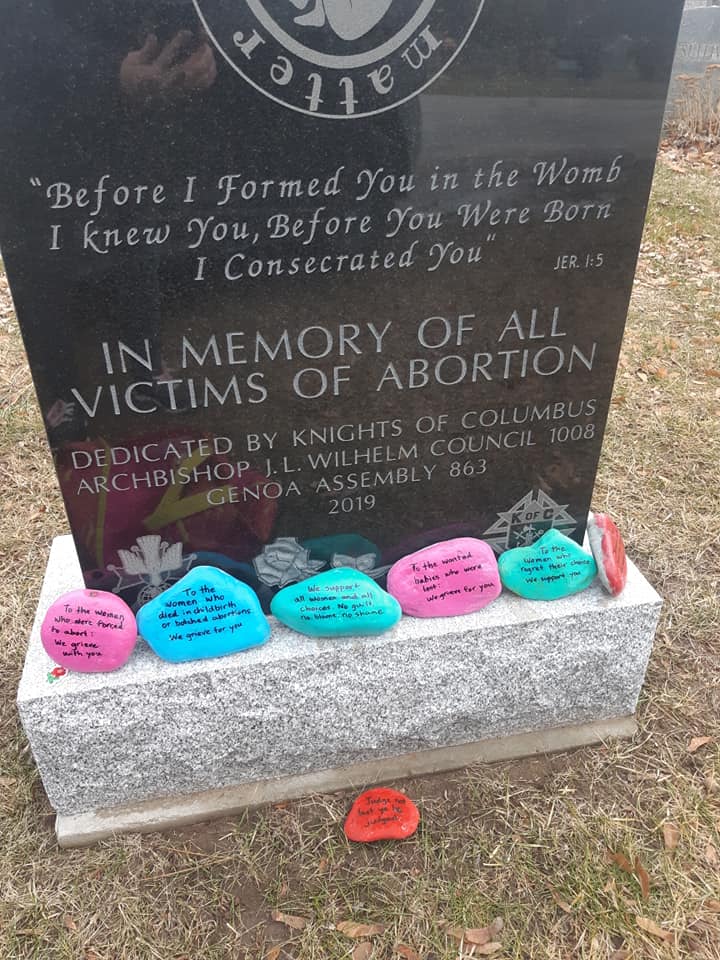 matter
"Before I Formed You in the Womb
I knew You, Before You Were Born
I Consecrated You"
JER. 1:5
IN MEMORY OF ALL
VICTIMS OF ABORTION
DEDICATED BY KNIGHTS OF COLUMBUS
ARCHBISHOP J.L. WILHELM COUNCIL 1008
GENOA ASSEMBLY 863
2019
K OF C
To the women
who were forced
to abort:
We grieve
with you
To the
women who
died in childbirth
or botched abortions
We grieve for you
We support
all women and all
choices. No guilt
no blame. no shame
To the wanted
babies who were
lost:
We grieve for you
To the
women who
regret their choice
We support you
Judge not
lest ye be
judged